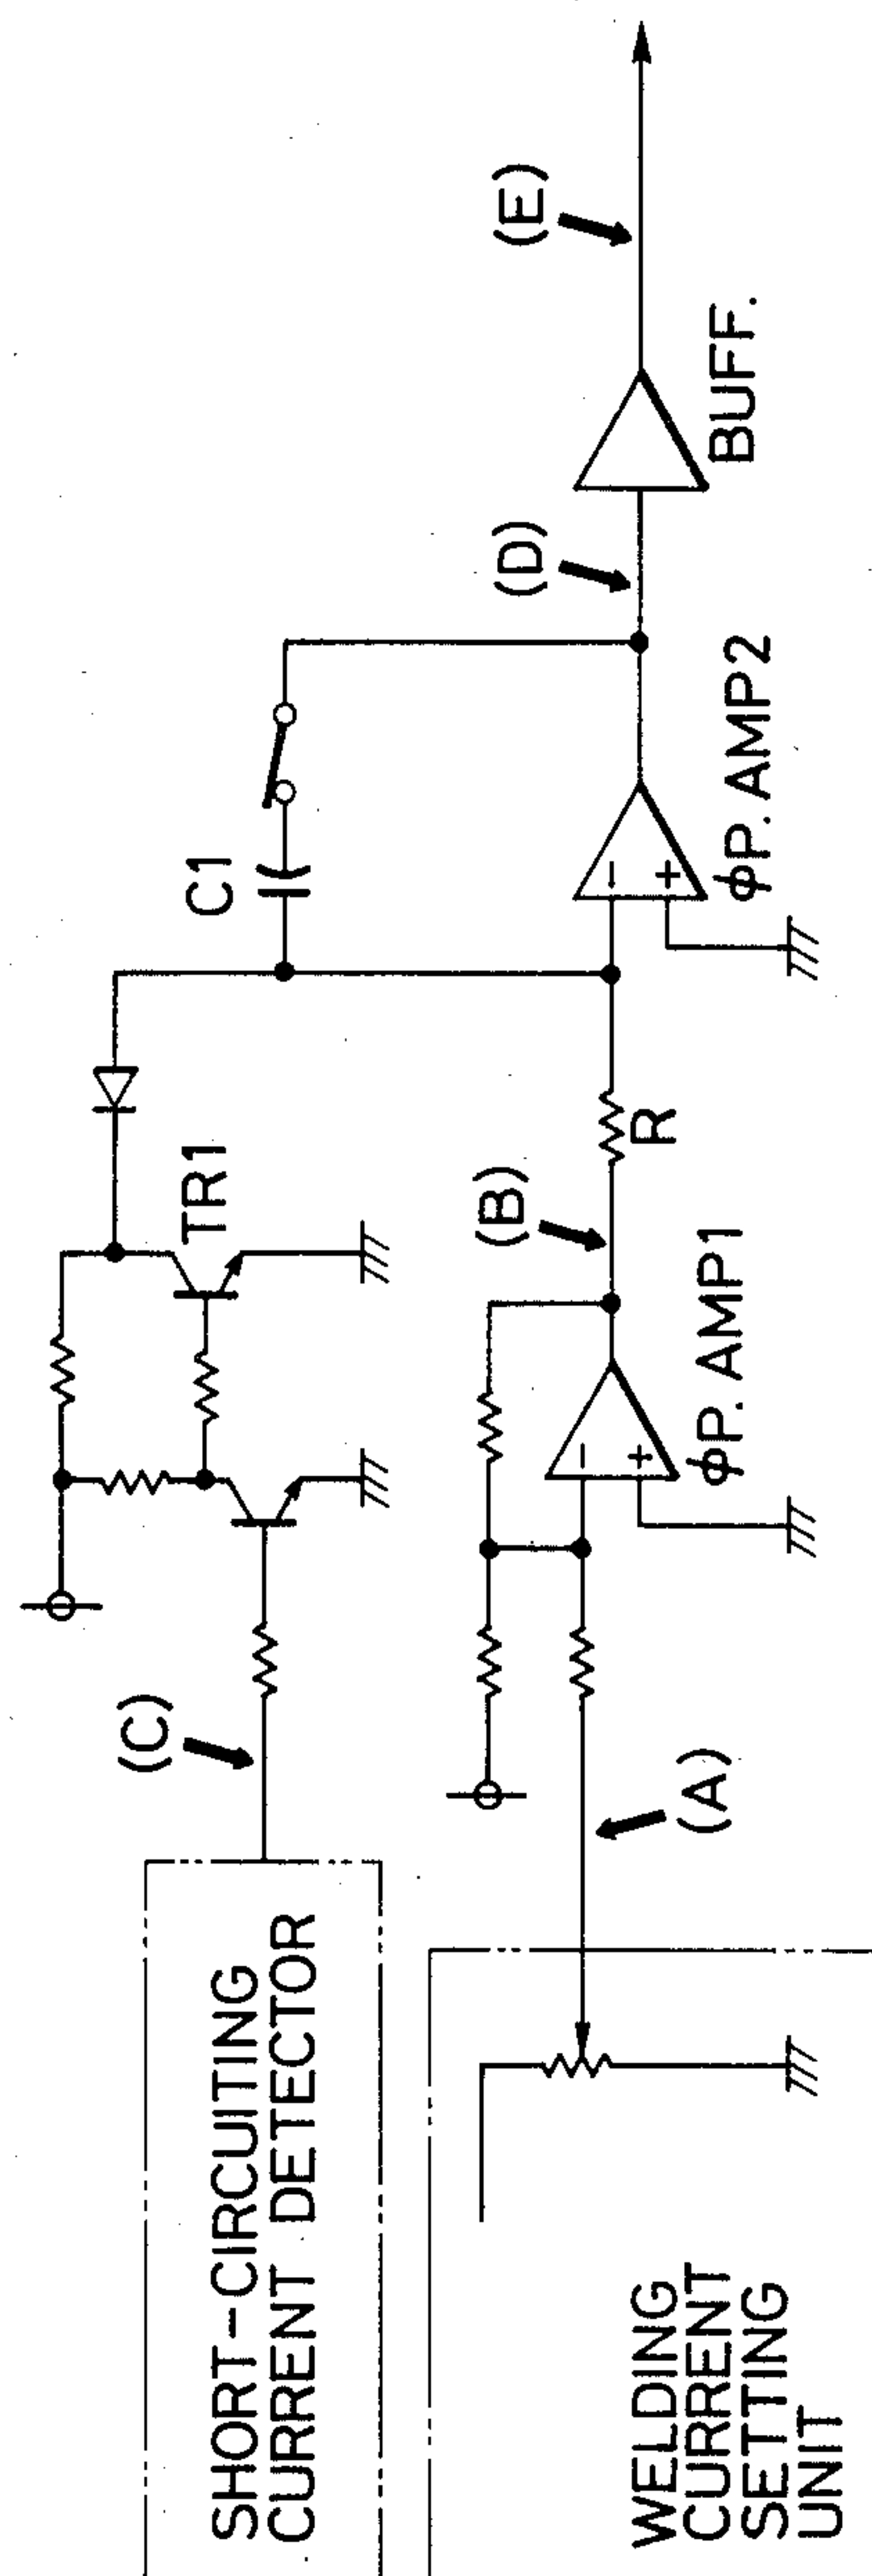 SHORT-CIRCUITING
CURRENT DETECTOR
(C)
TR1
C1
(D)
(E)
WELDING
CURRENT
SETTING
UNIT
(A)
ϕP. AMP1
(B)
R
ϕP. AMP2
BUFF.
−
+
−
+